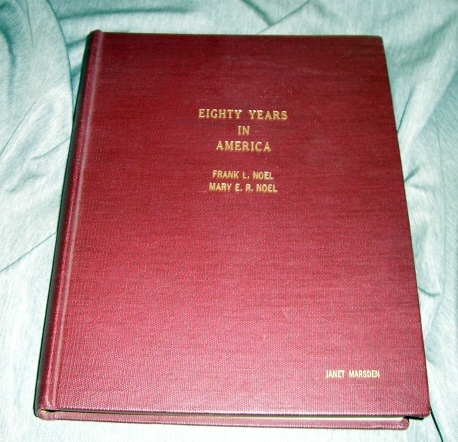 EIGHTY YEARS
IN
AMERICA
FRANK L. NOEL
MARY E. R. NOEL
JANET MARSDEN